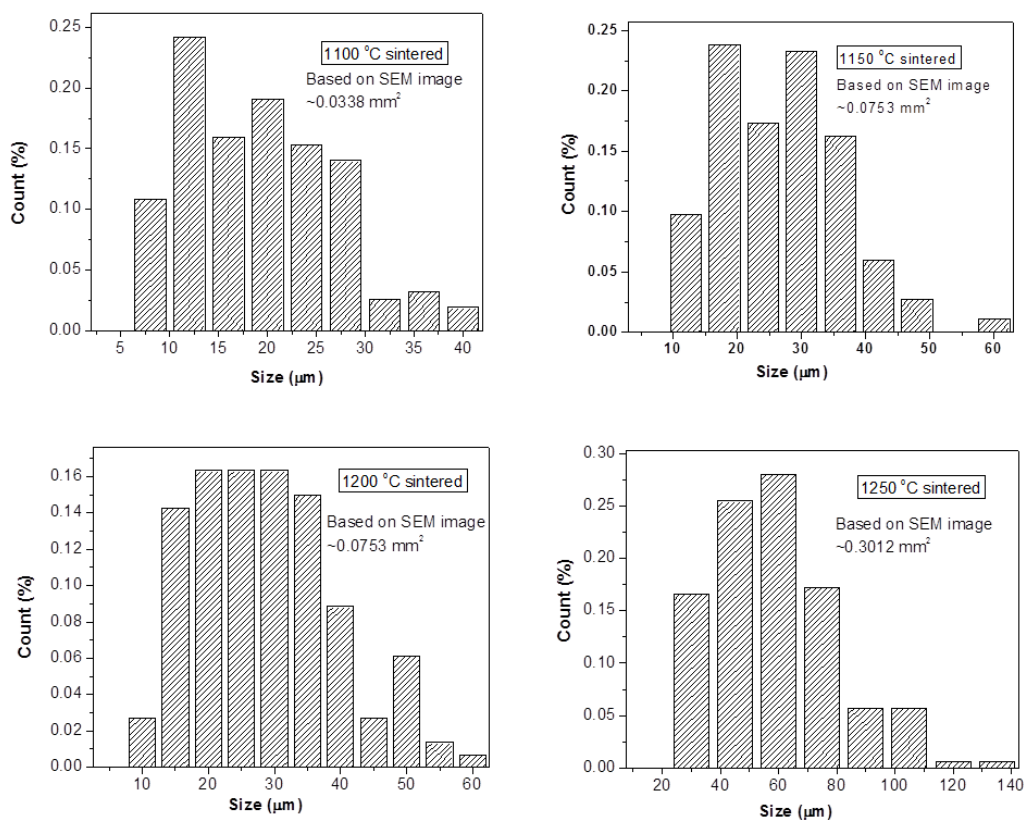 0.25
0.20
0.15
0.10
0.05
0.00
Count (%)
1100 °C sintered
Based on SEM image
~0.0338 mm²
5 10 15 20 25 30 35 40
Size (μm)
0.25
0.20
0.15
0.10
0.05
0.00
Count (%)
1150 °C sintered
Based on SEM image
~0.0753 mm²
10 20 30 40 50 60
Size (μm)
0.16
0.14
0.12
0.10
0.08
0.06
0.04
0.02
0.00
Count (%)
1200 °C sintered
Based on SEM image
~0.0753 mm²
10 20 30 40 50 60
Size (μm)
0.30
0.25
0.20
0.15
0.10
0.05
0.00
Count (%)
1250 °C sintered
Based on SEM image
~0.3012 mm²
20 40 60 80 100 120 140
Size (μm)